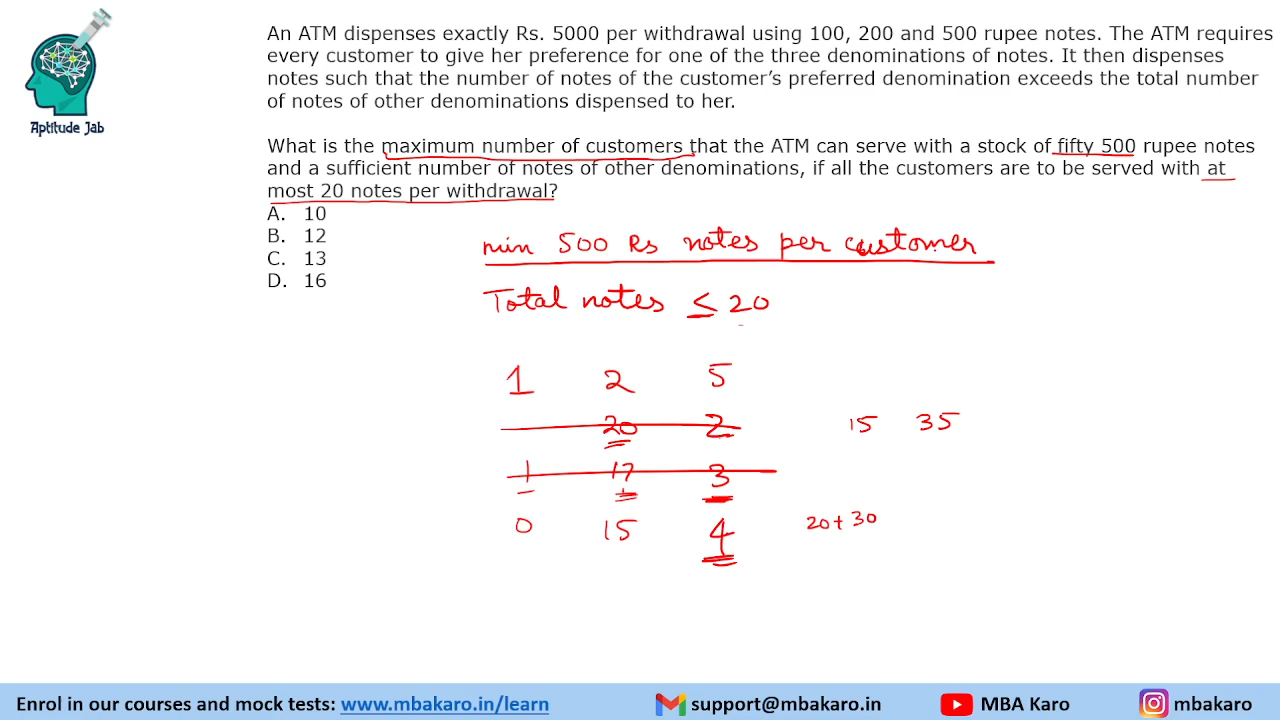 Aptitude Jab
An ATM dispenses exactly Rs. 5000 per withdrawal using 100, 200 and 500 rupee notes. The ATM requires
every customer to give her preference for one of the three denominations of notes. It then dispenses
notes such that the number of notes of the customer's preferred denomination exceeds the total number
of notes of other denominations dispensed to her.
What is the maximum number of customers that the ATM can serve with a stock of fifty 500 rupee notes
and a sufficient number of notes of other denominations, if all the customers are to be served with at
most 20 notes per withdrawal?
A. 10
B. 12
C. 13
D. 16
min 500 Rs notes per customer
Total notes ≤ 20
1 2 5
20 2 15 35
1 17 3
0 15 4 20+30
Enrol in our courses and mock tests: www.mbakaro.in/learn support@mbakaro.in MBA Karo mbakaro